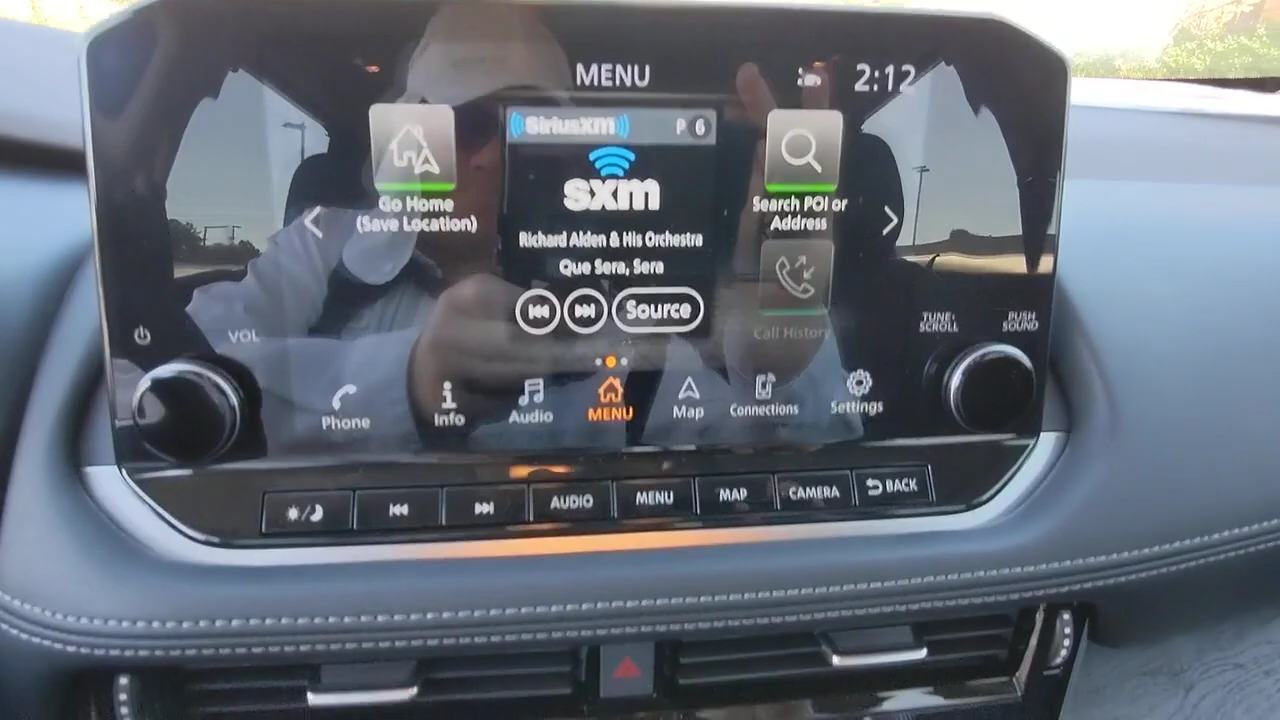 MENU
2:12
SiriusXM
P 6
sxm
Go Home
(Save Location)
Search POI or
Address
Richard Alden & His Orchestra
Que Sera, Sera
Source
Call History
VOL
TUNE·
SCROLL
PUSH
SOUND
Phone
Info
Audio
MENU
Map
Connections
Settings
AUDIO
MENU
MAP
CAMERA
BACK